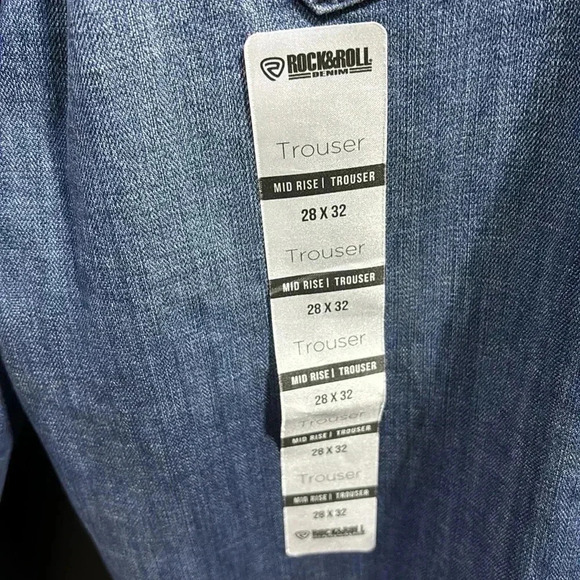 ROCK&ROLL
DENIM
Trouser
MID RISE | TROUSER
28 X 32
Trouser
MID RISE | TROUSER
28 X 32
Trouser
MID RISE | TROUSER
28 X 32
Trouser
MID RISE | TROUSER
28 X 32
Trouser
MID RISE | TROUSER
28 X 32
ROCK&ROLL
DENIM